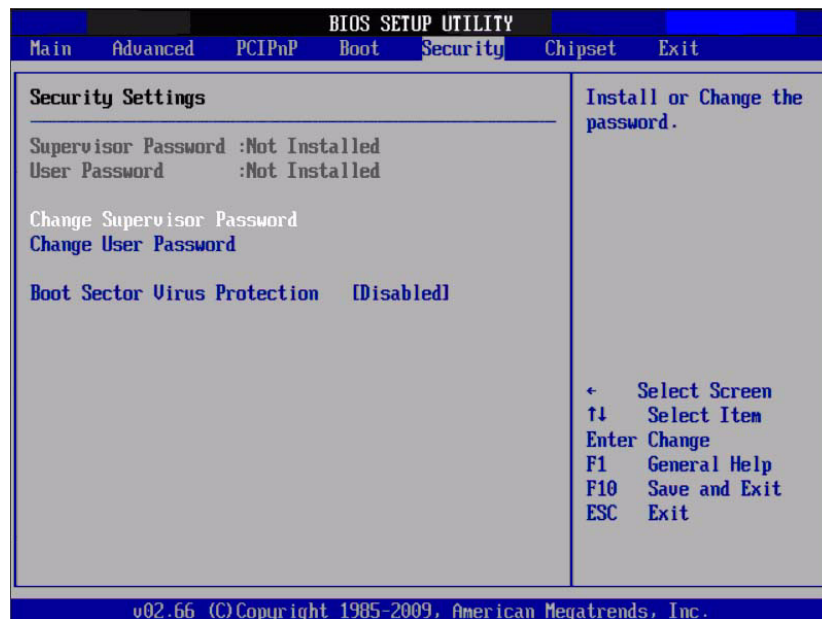 BIOS SETUP UTILITY
Main Advanced PCIPnP Boot Security Chipset Exit
Security Settings
Supervisor Password :Not Installed
User Password :Not Installed
Change Supervisor Password
Change User Password
Boot Sector Virus Protection [Disabled]
Install or Change the
password.
← Select Screen
↑↓ Select Item
Enter Change
F1 General Help
F10 Save and Exit
ESC Exit
v02.66 (C)Copyright 1985-2009, American Megatrends, Inc.